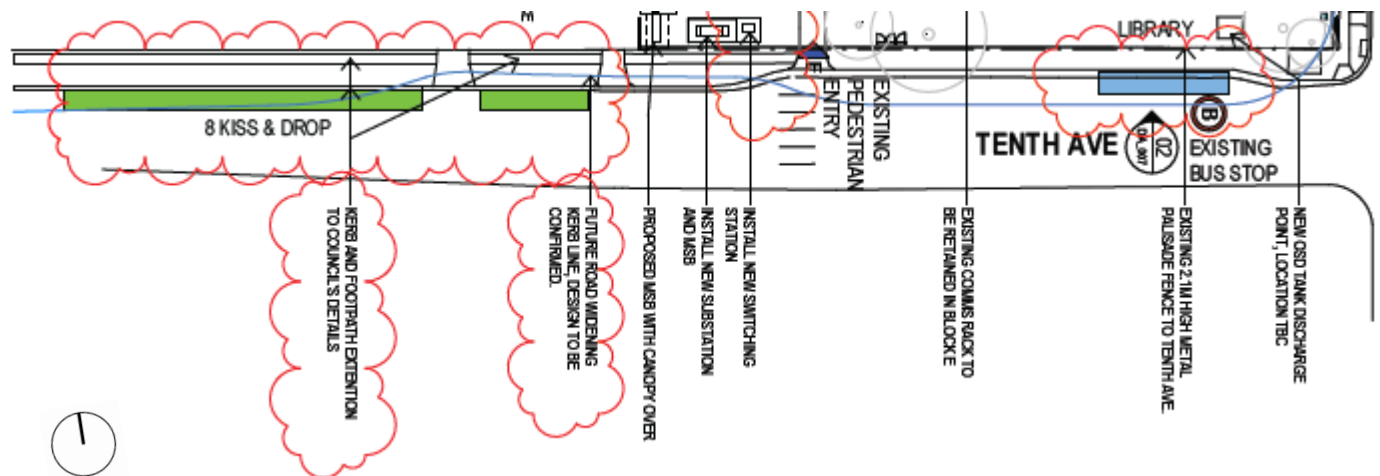 LIBRARY
8 KISS & DROP
EXISTING
PEDESTRIAN
ENTRY
TENTH AVE
02
DA.007
B
EXISTING
BUS STOP
KERB AND FOOTPATH EXTENTION
TO COUNCIL'S DETAILS
FUTURE ROAD WIDENING
KERB LINE, DESIGN TO BE
CONFIRMED.
PROPOSED MSB WITH CANOPY OVER
INSTALL NEW SUBSTATION
AND MSB
INSTALL NEW SWITCHING
STATION
EXISTING COMMS RACK TO
BE RETAINED IN BLOCK E
EXISTING 2.1M HIGH METAL
PALISADE FENCE TO TENTH AVE.
NEW OSD TANK DISCHARGE
POINT, LOCATION TBC